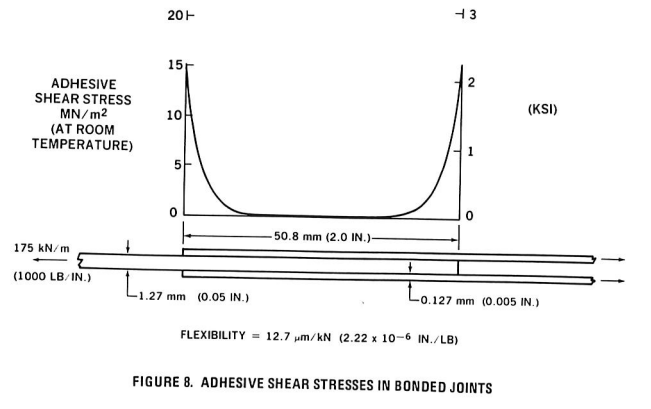 20
3
15
2
ADHESIVE
SHEAR STRESS
MN/m²
(AT ROOM
TEMPERATURE)
10
(KSI)
1
5
0
0
50.8 mm (2.0 IN.)
175 kN/m
(1000 LB/IN.)
1.27 mm (0.05 IN.)
0.127 mm (0.005 IN.)
FLEXIBILITY = 12.7 μm/kN (2.22 x 10⁻⁶ IN./LB)
FIGURE 8. ADHESIVE SHEAR STRESSES IN BONDED JOINTS